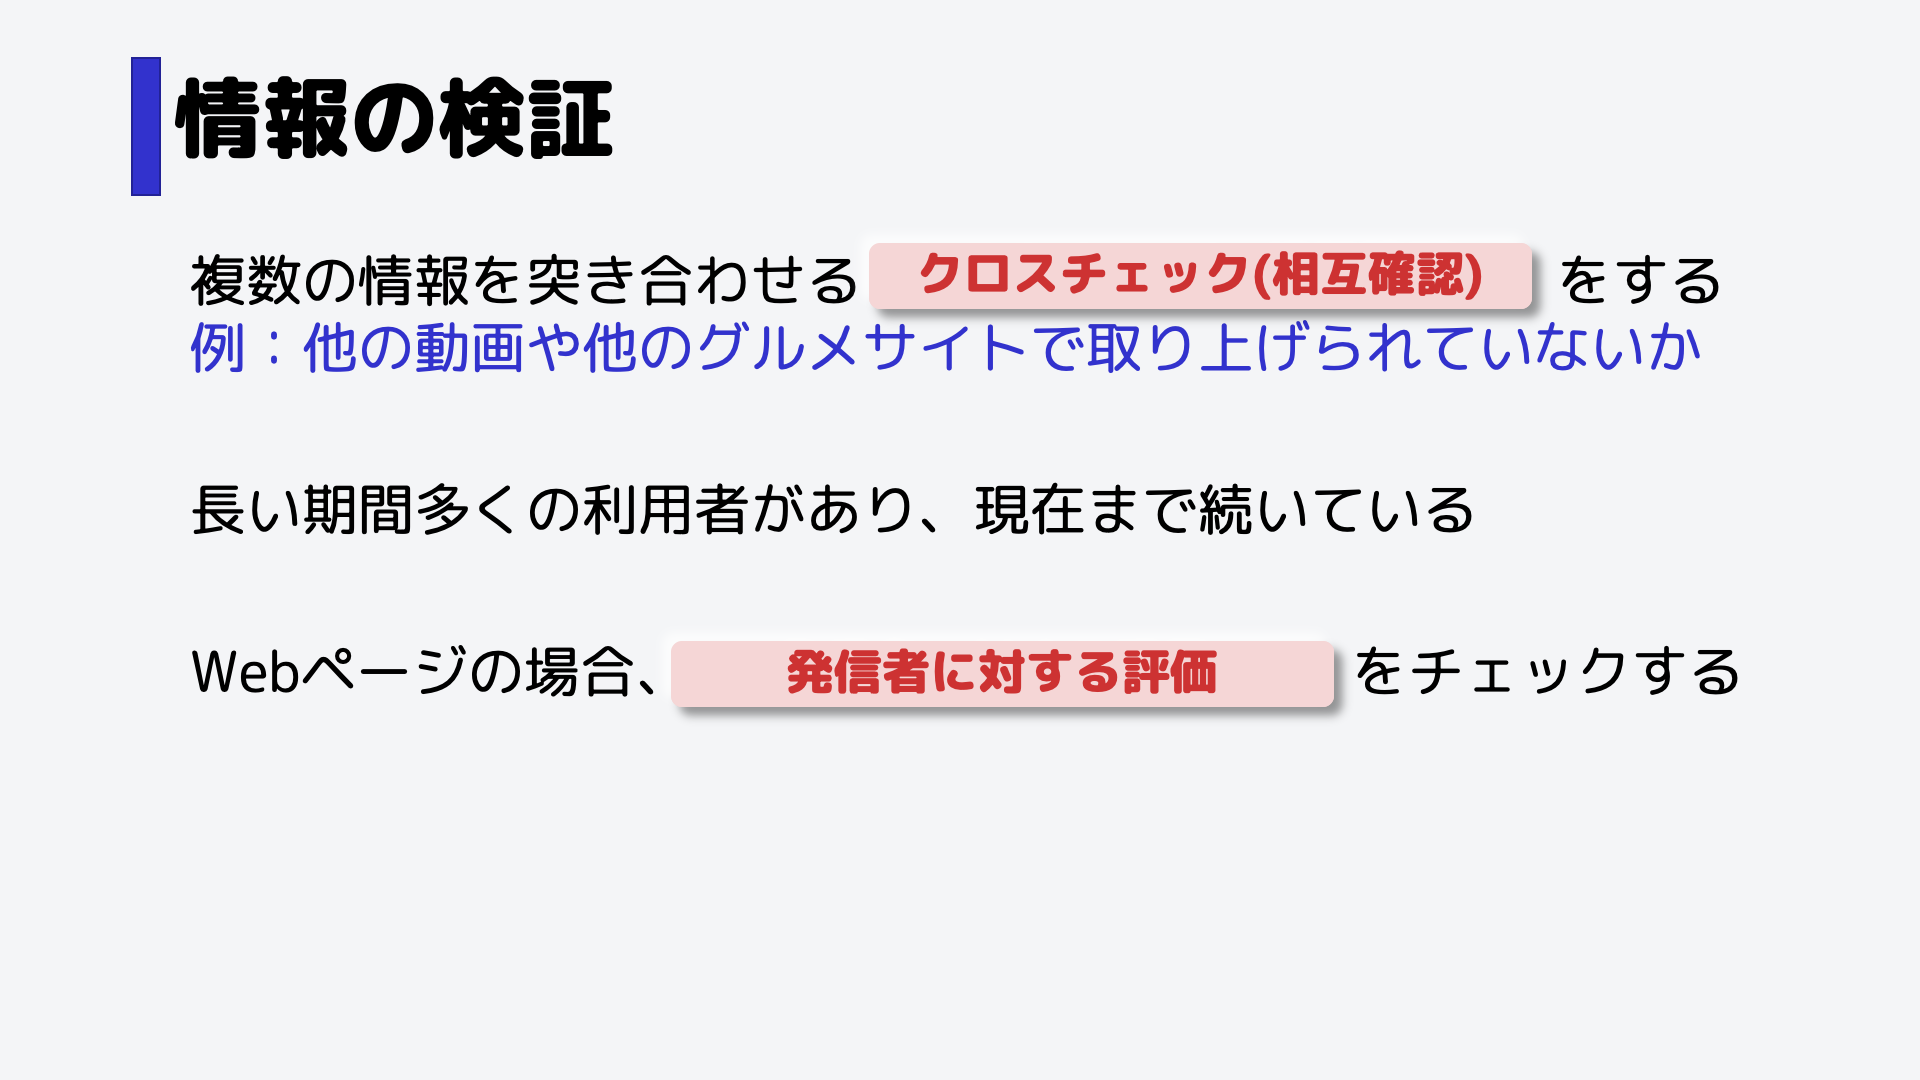 情報の検証
複数の情報を突き合わせる クロスチェック(相互確認) をする
例：他の動画や他のグルメサイトで取り上げられていないか
長い期間多くの利用者があり、現在まで続いている
Webページの場合、 発信者に対する評価 をチェックする